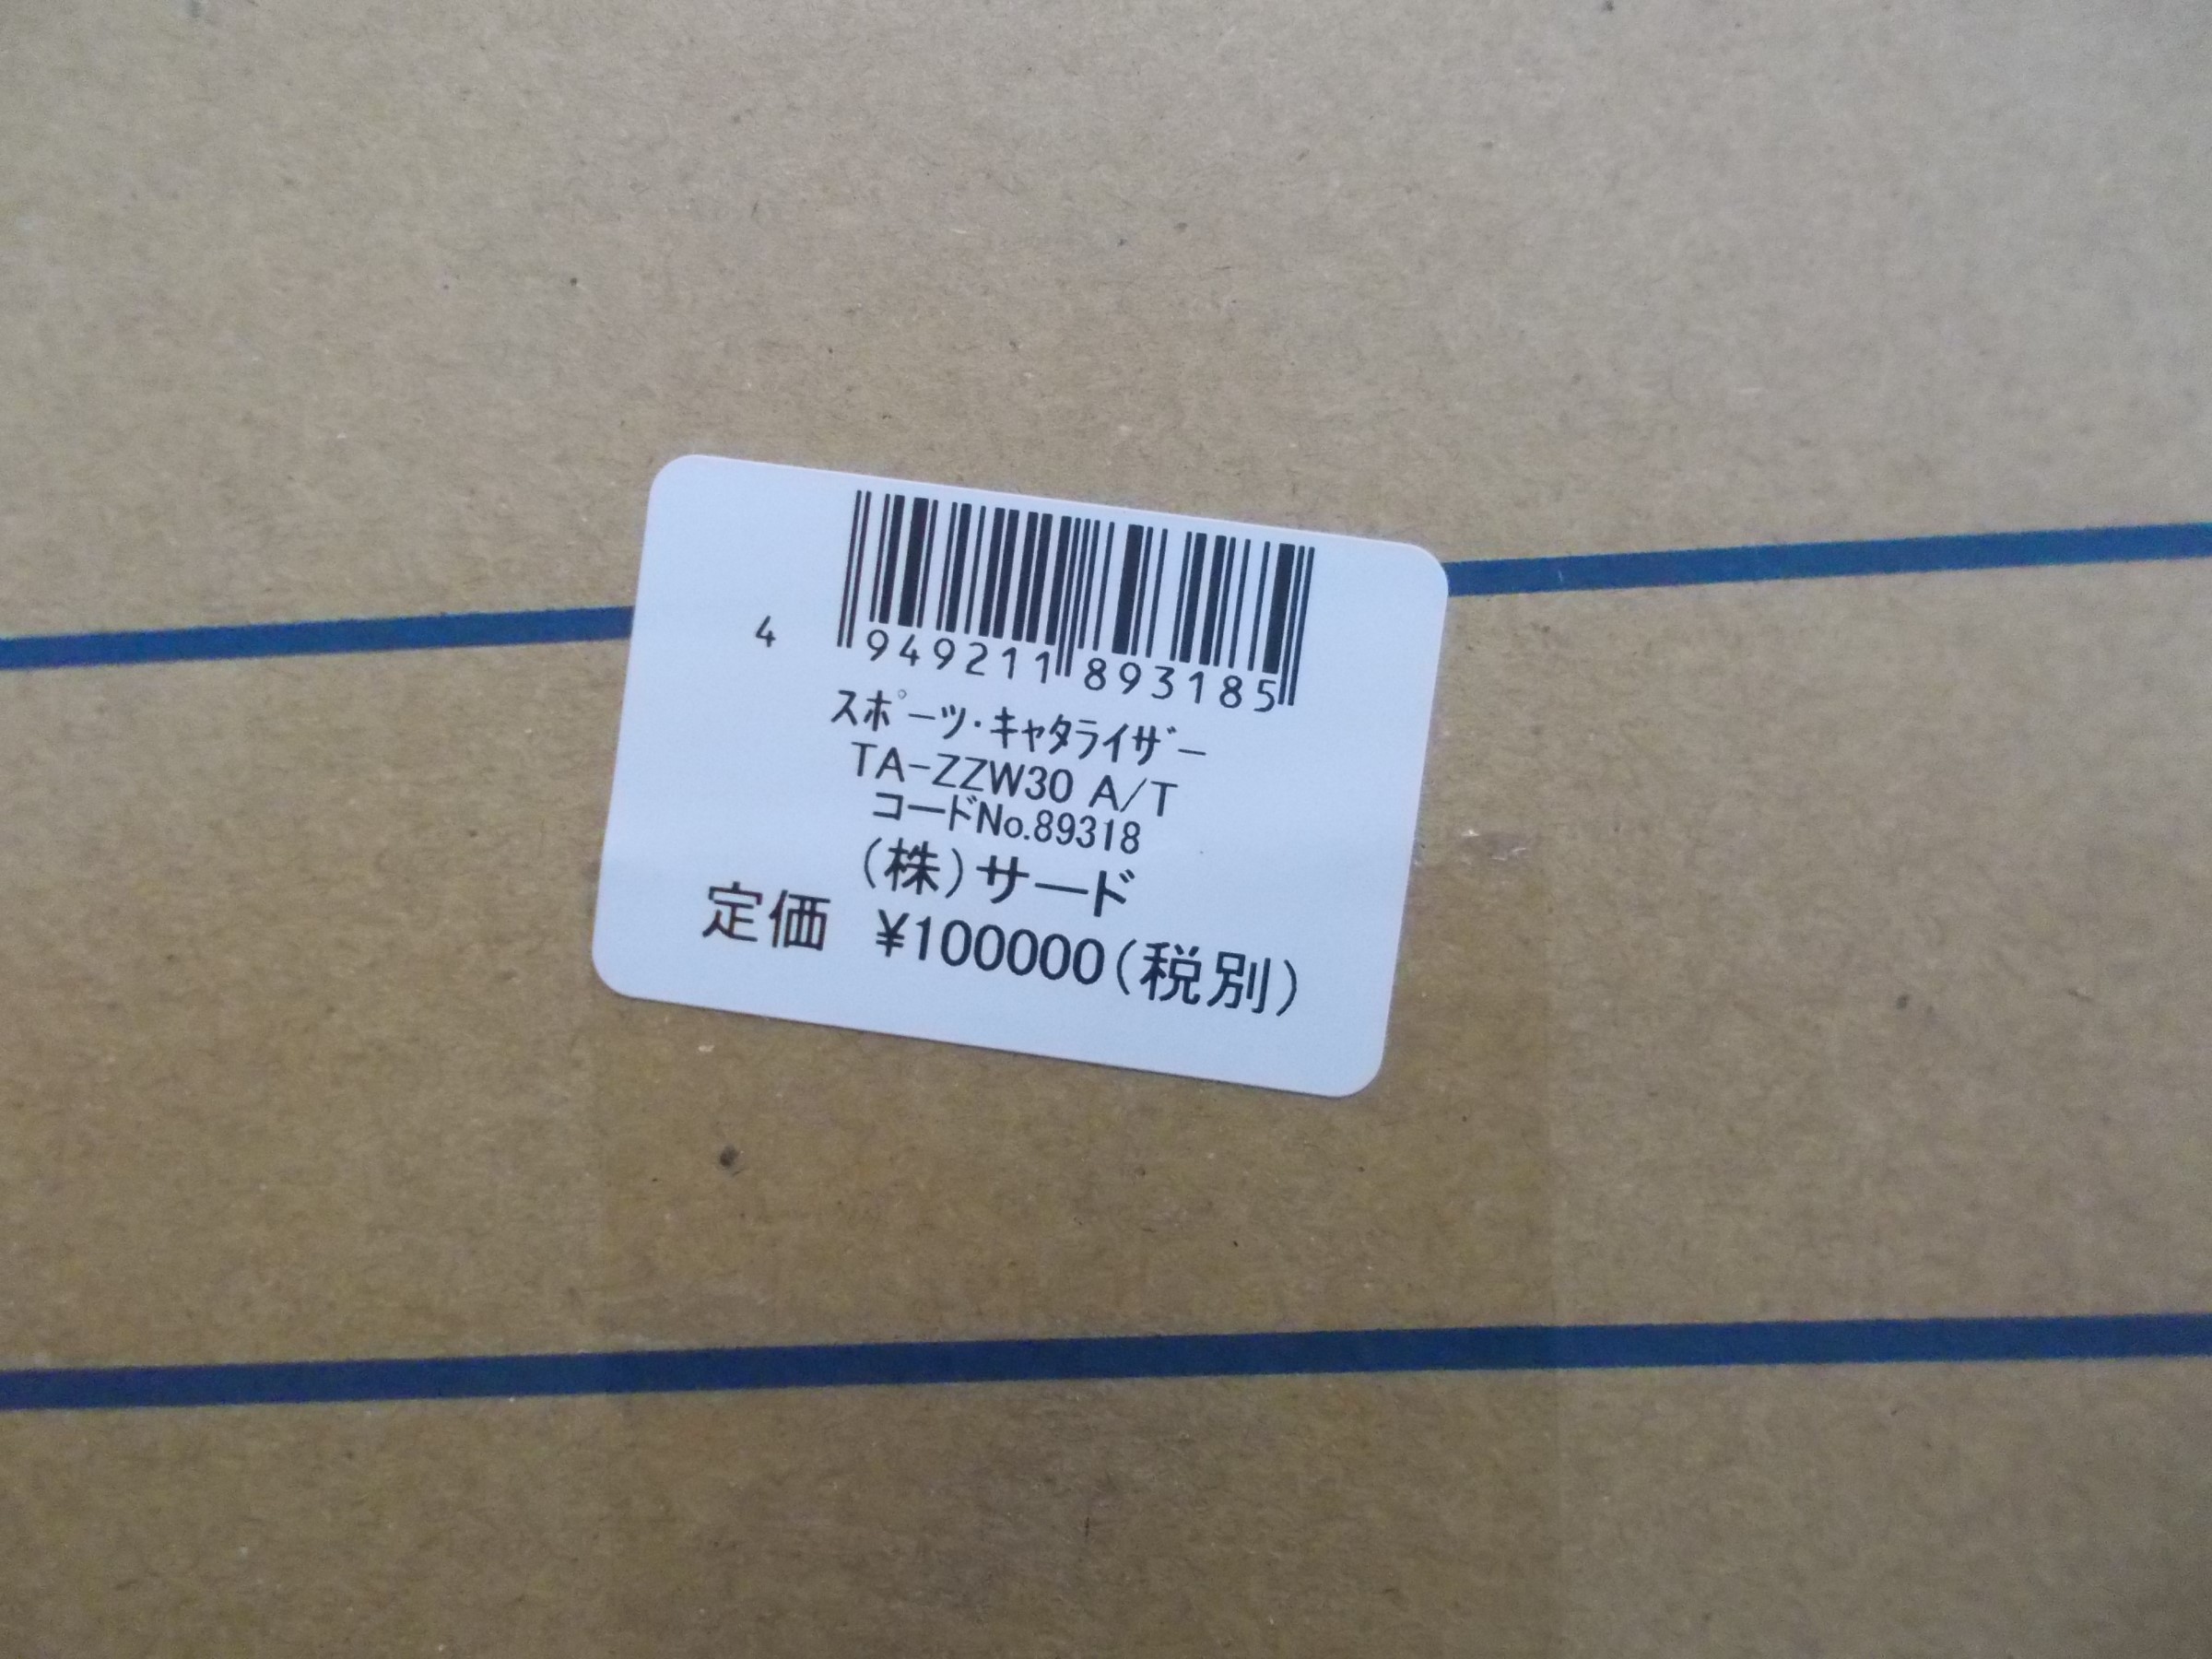 4 949211 893185
ｽﾎﾟｰﾂ･ｷｬﾀﾗｲｻﾞｰ
TA-ZZW30 A/T
コードNo.89318
(株)サード
定価 ¥100000(税別)